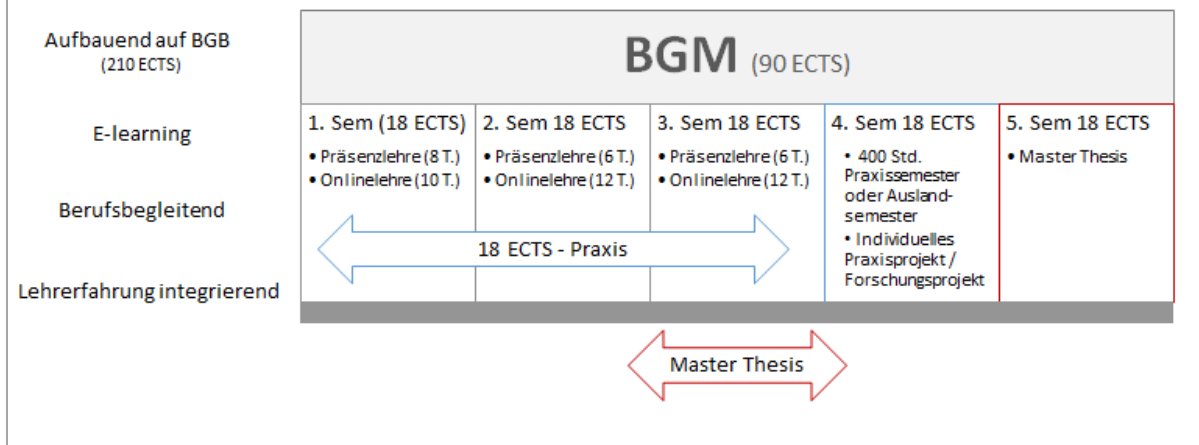 Aufbauend auf BGB
(210 ECTS)
BGM (90 ECTS)
E-learning
Berufsbegleitend
Lehrerfahrung integrierend
1. Sem (18 ECTS)
• Präsenzlehre (8 T.)
• Onlinelehre (10 T.)
2. Sem 18 ECTS
• Präsenzlehre (6 T.)
• Onlinelehre (12 T.)
3. Sem 18 ECTS
• Präsenzlehre (6 T.)
• Onlinelehre (12 T.)
4. Sem 18 ECTS
• 400 Std.
Praxissemester
oder Ausland-
semester
• Individuelles
Praxisprojekt /
Forschungsprojekt
5. Sem 18 ECTS
• Master Thesis
18 ECTS - Praxis
Master Thesis